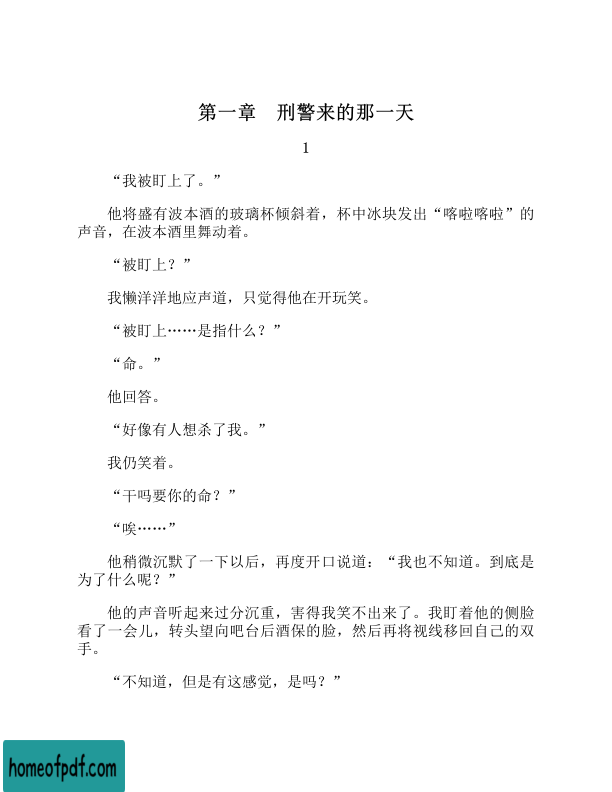 第一章　刑警来的那一天
1
“我被盯上了。”
他将盛有波本酒的玻璃杯倾斜着，杯中冰块发出“喀啦喀啦”的
声音，在波本酒里舞动着。
“被盯上？”
我懒洋洋地应声道，只觉得他在开玩笑。
“被盯上……是指什么？”
“命。”
他回答。
“好像有人想杀了我。”
我仍笑着。
“干吗要你的命？”
“唉……”
他稍微沉默了一下以后，再度开口说道：“我也不知道。到底是
为了什么呢？”
他的声音听起来过分沉重，害得我笑不出来了。我盯着他的侧脸
看了一会儿，转头望向吧台后酒保的脸，然后再将视线移回自己的双
手。
“不知道，但是有这感觉，是吗？”
homeofpdf.com